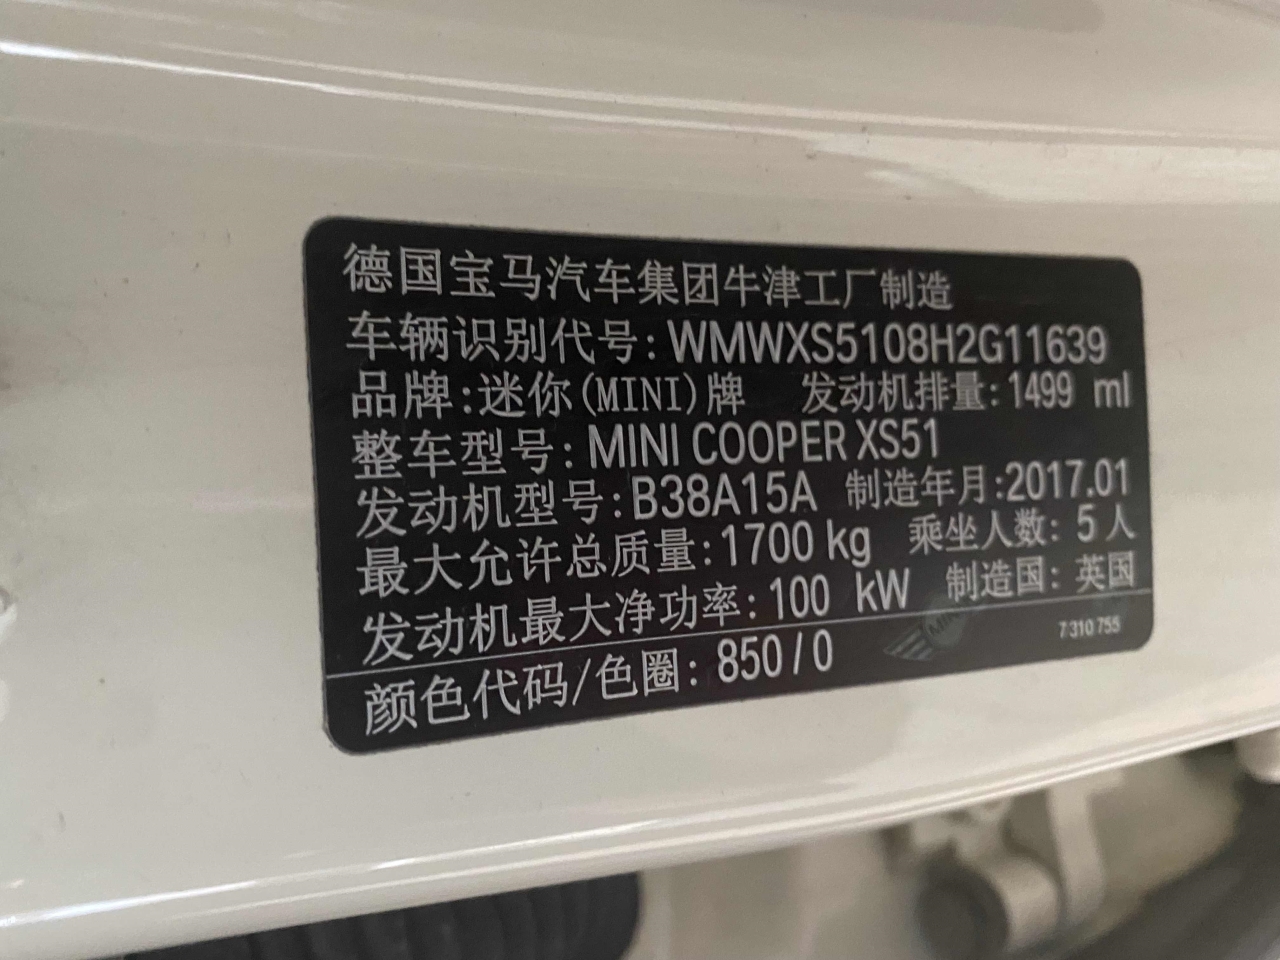 德国宝马汽车集团牛津工厂制造
车辆识别代号:WMWXS5108H2G11639
品牌:迷你(MINI)牌 发动机排量:1499 ml
整车型号:MINI COOPER XS51
发动机型号:B38A15A 制造年月:2017.01
最大允许总质量:1700 kg 乘坐人数:5人
发动机最大净功率:100 kW 制造国:英国
MINI
7 310 755
颜色代码/色圈:850/0